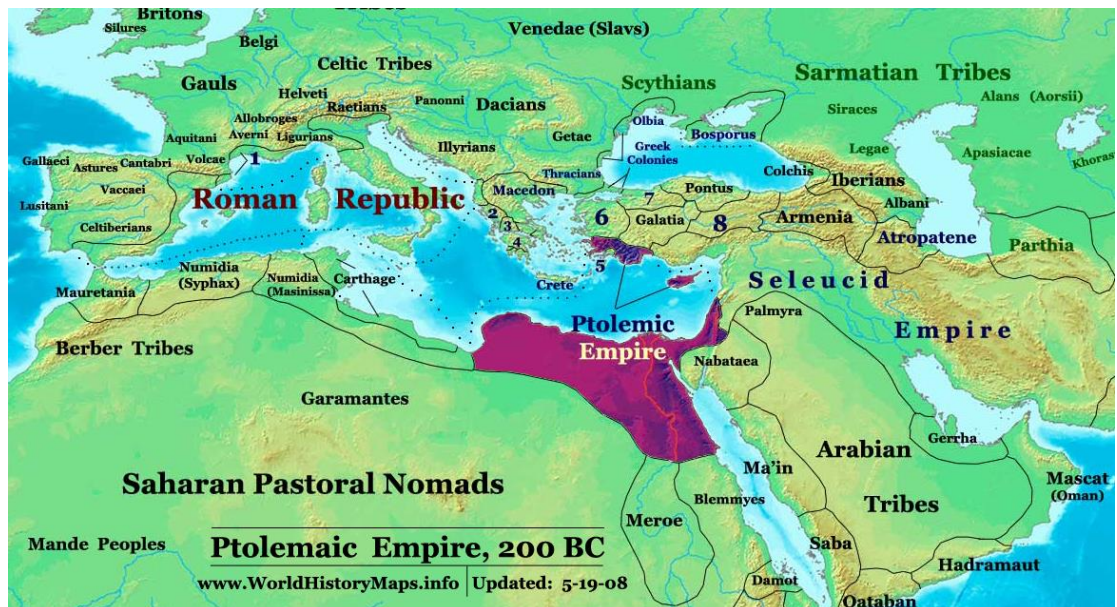 Tribes
Britons
Silures
Belgi
Venedae (Slavs)
Gauls
Celtic Tribes
Helveti
Raetians
Panonni
Dacians
Scythians
Sarmatian Tribes
Siraces
Alans (Aorsii)
Allobroges
Averni
Ligurians
Aquitani
Volcae
1
Getae
Olbia
Bosporus
Greek
Colonies
Legae
Apasiacae
Khoras
Gallaeci
Astures
Cantabri
Vaccaei
Lusitani
Celtiberians
Illyrians
Thracians
Colchis
Iberians
Albani
Roman Republic
Macedon
2
3
4
5
6
7
8
Pontus
Galatia
Armenia
Atropatene
Parthia
Crete
Mauretania
Numidia
(Syphax)
Numidia
(Masinissa)
Carthage
Seleucid
Empire
Palmyra
Ptolemic
Empire
Nabataea
Berber Tribes
Garamantes
Saharan Pastoral Nomads
Mande Peoples
Meroe
Blemmyes
Ma'in
Arabian
Tribes
Gerrha
Mascat
(Oman)
Saba
Hadramaut
Damot
Qataban
Ptolemaic Empire, 200 BC
www.WorldHistoryMaps.info
Updated: 5-19-08